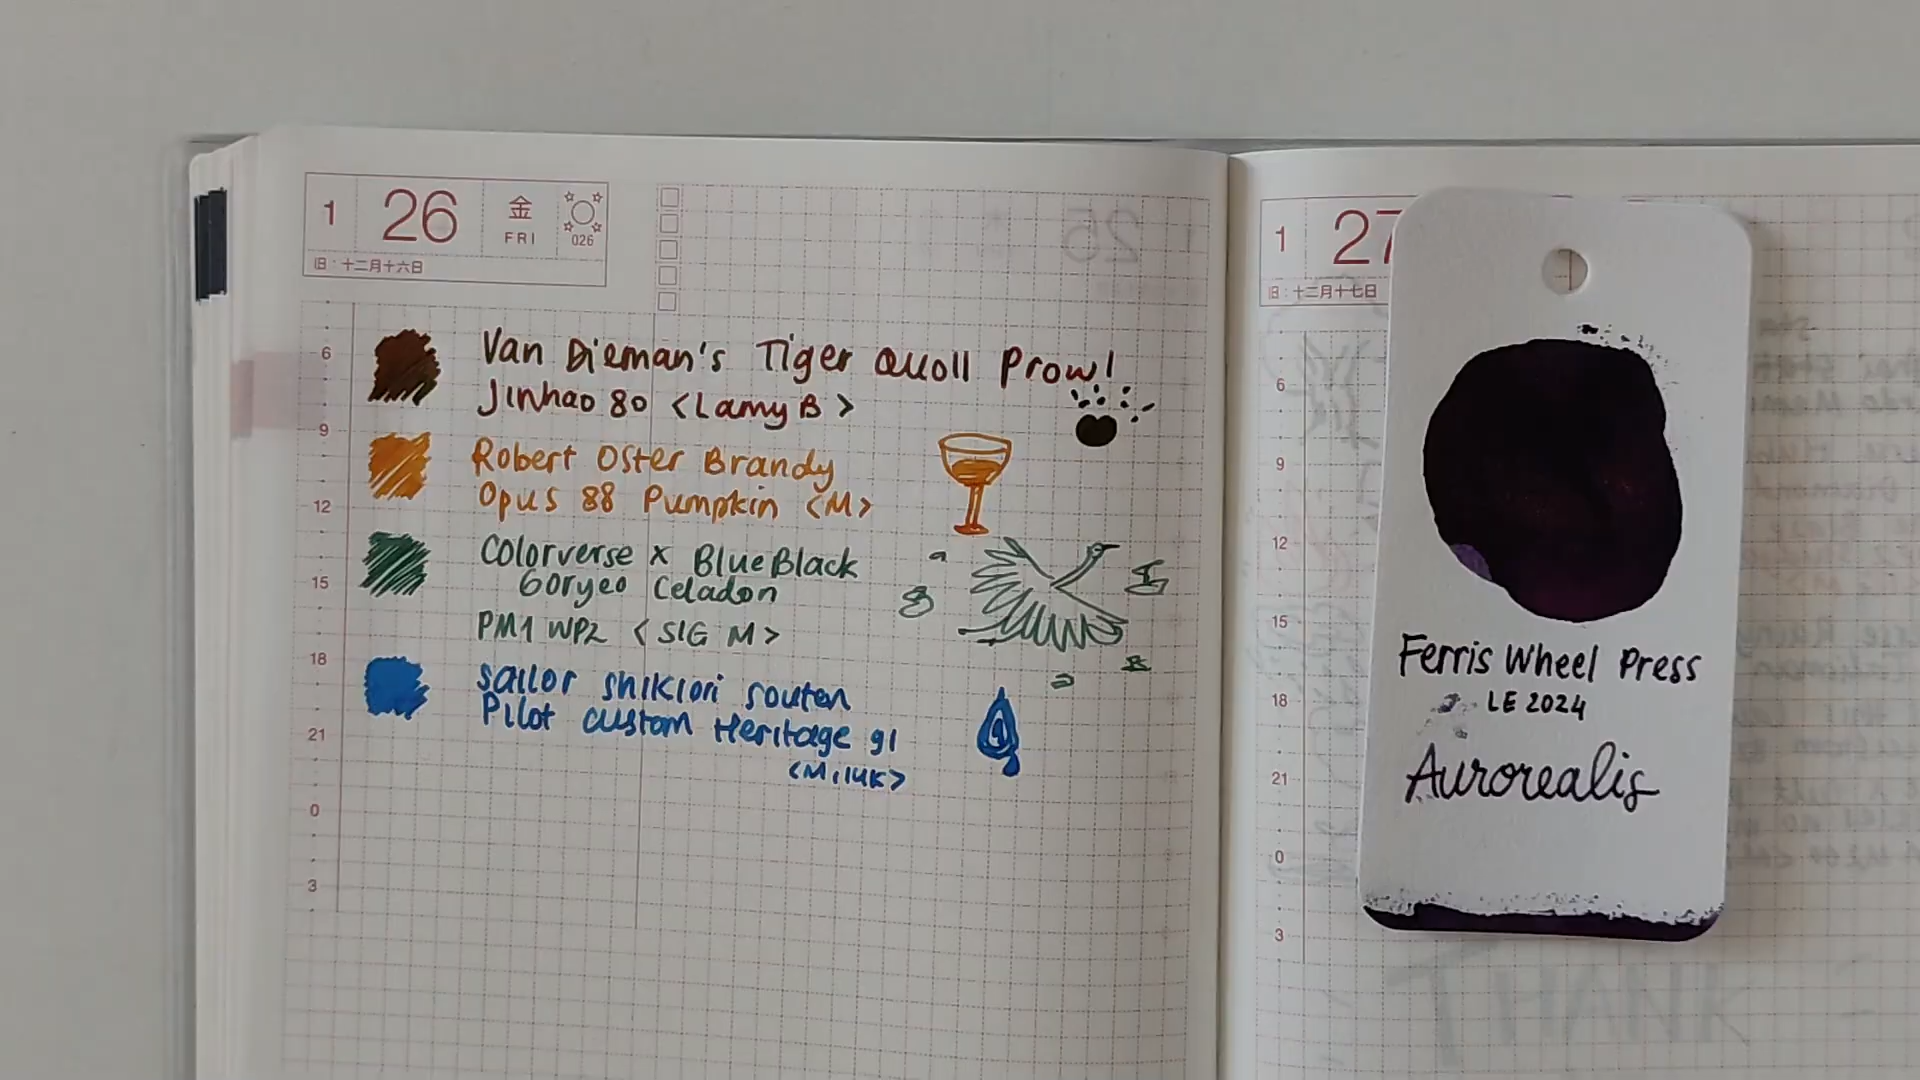 1 26 金 FRI 026
旧:十二月十六日
6
9
12
15
18
21
0
3
Van Dieman's Tiger Quoll Prowl
Jinhao 80 <Lamy B>
Robert Oster Brandy
Opus 88 Pumpkin <M>
Colorverse x BlueBlack
Goryeo Celadon
PM1 WP2 <SIG M>
Sailor Shikiori Souten
Pilot Custom Heritage 91
1 27
旧:十二月十七日
6
9
12
15
18
21
0
3
Ferris Wheel Press
LE 2024
Aurorealis